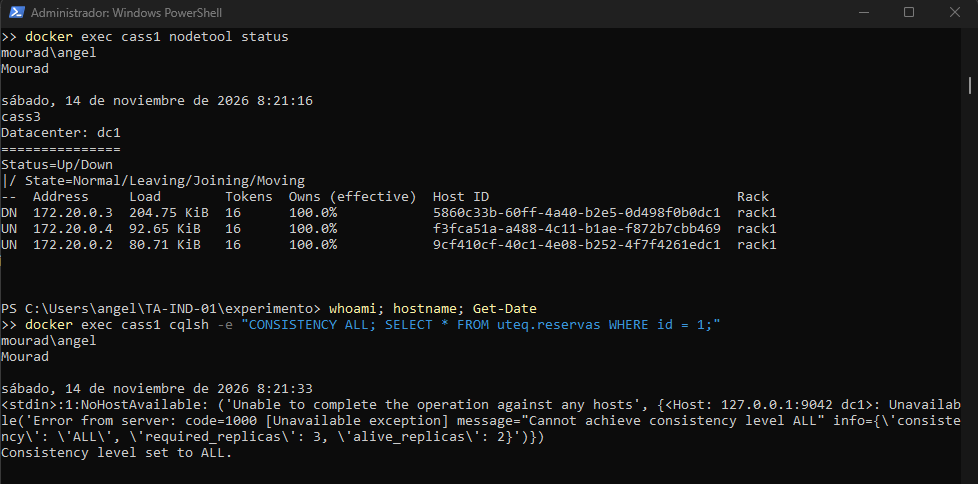 Administrador: Windows PowerShell
>> docker exec cass1 nodetool status
mourad\angel
Mourad
sábado, 14 de noviembre de 2026 8:21:16
cass3
Datacenter: dc1
===============
Status=Up/Down
|/ State=Normal/Leaving/Joining/Moving
--  Address     Load        Tokens  Owns (effective)  Host ID                               Rack
DN  172.20.0.3  204.75 KiB  16      100.0%            5860c33b-60ff-4a40-b2e5-0d498f0b0dc1  rack1
UN  172.20.0.4  92.65 KiB   16      100.0%            f3fca51a-a488-4c11-b1ae-f872b7cbb469  rack1
UN  172.20.0.2  80.71 KiB   16      100.0%            9cf410cf-40c1-4e08-b252-4f7f4261edc1  rack1
PS C:\Users\angel\TA-IND-01\experimento> whoami; hostname; Get-Date
>> docker exec cass1 cqlsh -e "CONSISTENCY ALL; SELECT * FROM uteq.reservas WHERE id = 1;"
mourad\angel
Mourad
sábado, 14 de noviembre de 2026 8:21:33
<stdin>:1:NoHostAvailable: ('Unable to complete the operation against any hosts', {<Host: 127.0.0.1:9042 dc1>: Unavailab
le('Error from server: code=1000 [Unavailable exception] message="Cannot achieve consistency level ALL" info={\'consiste
ncy\': \'ALL\', \'required_replicas\': 3, \'alive_replicas\': 2}')})
Consistency level set to ALL.